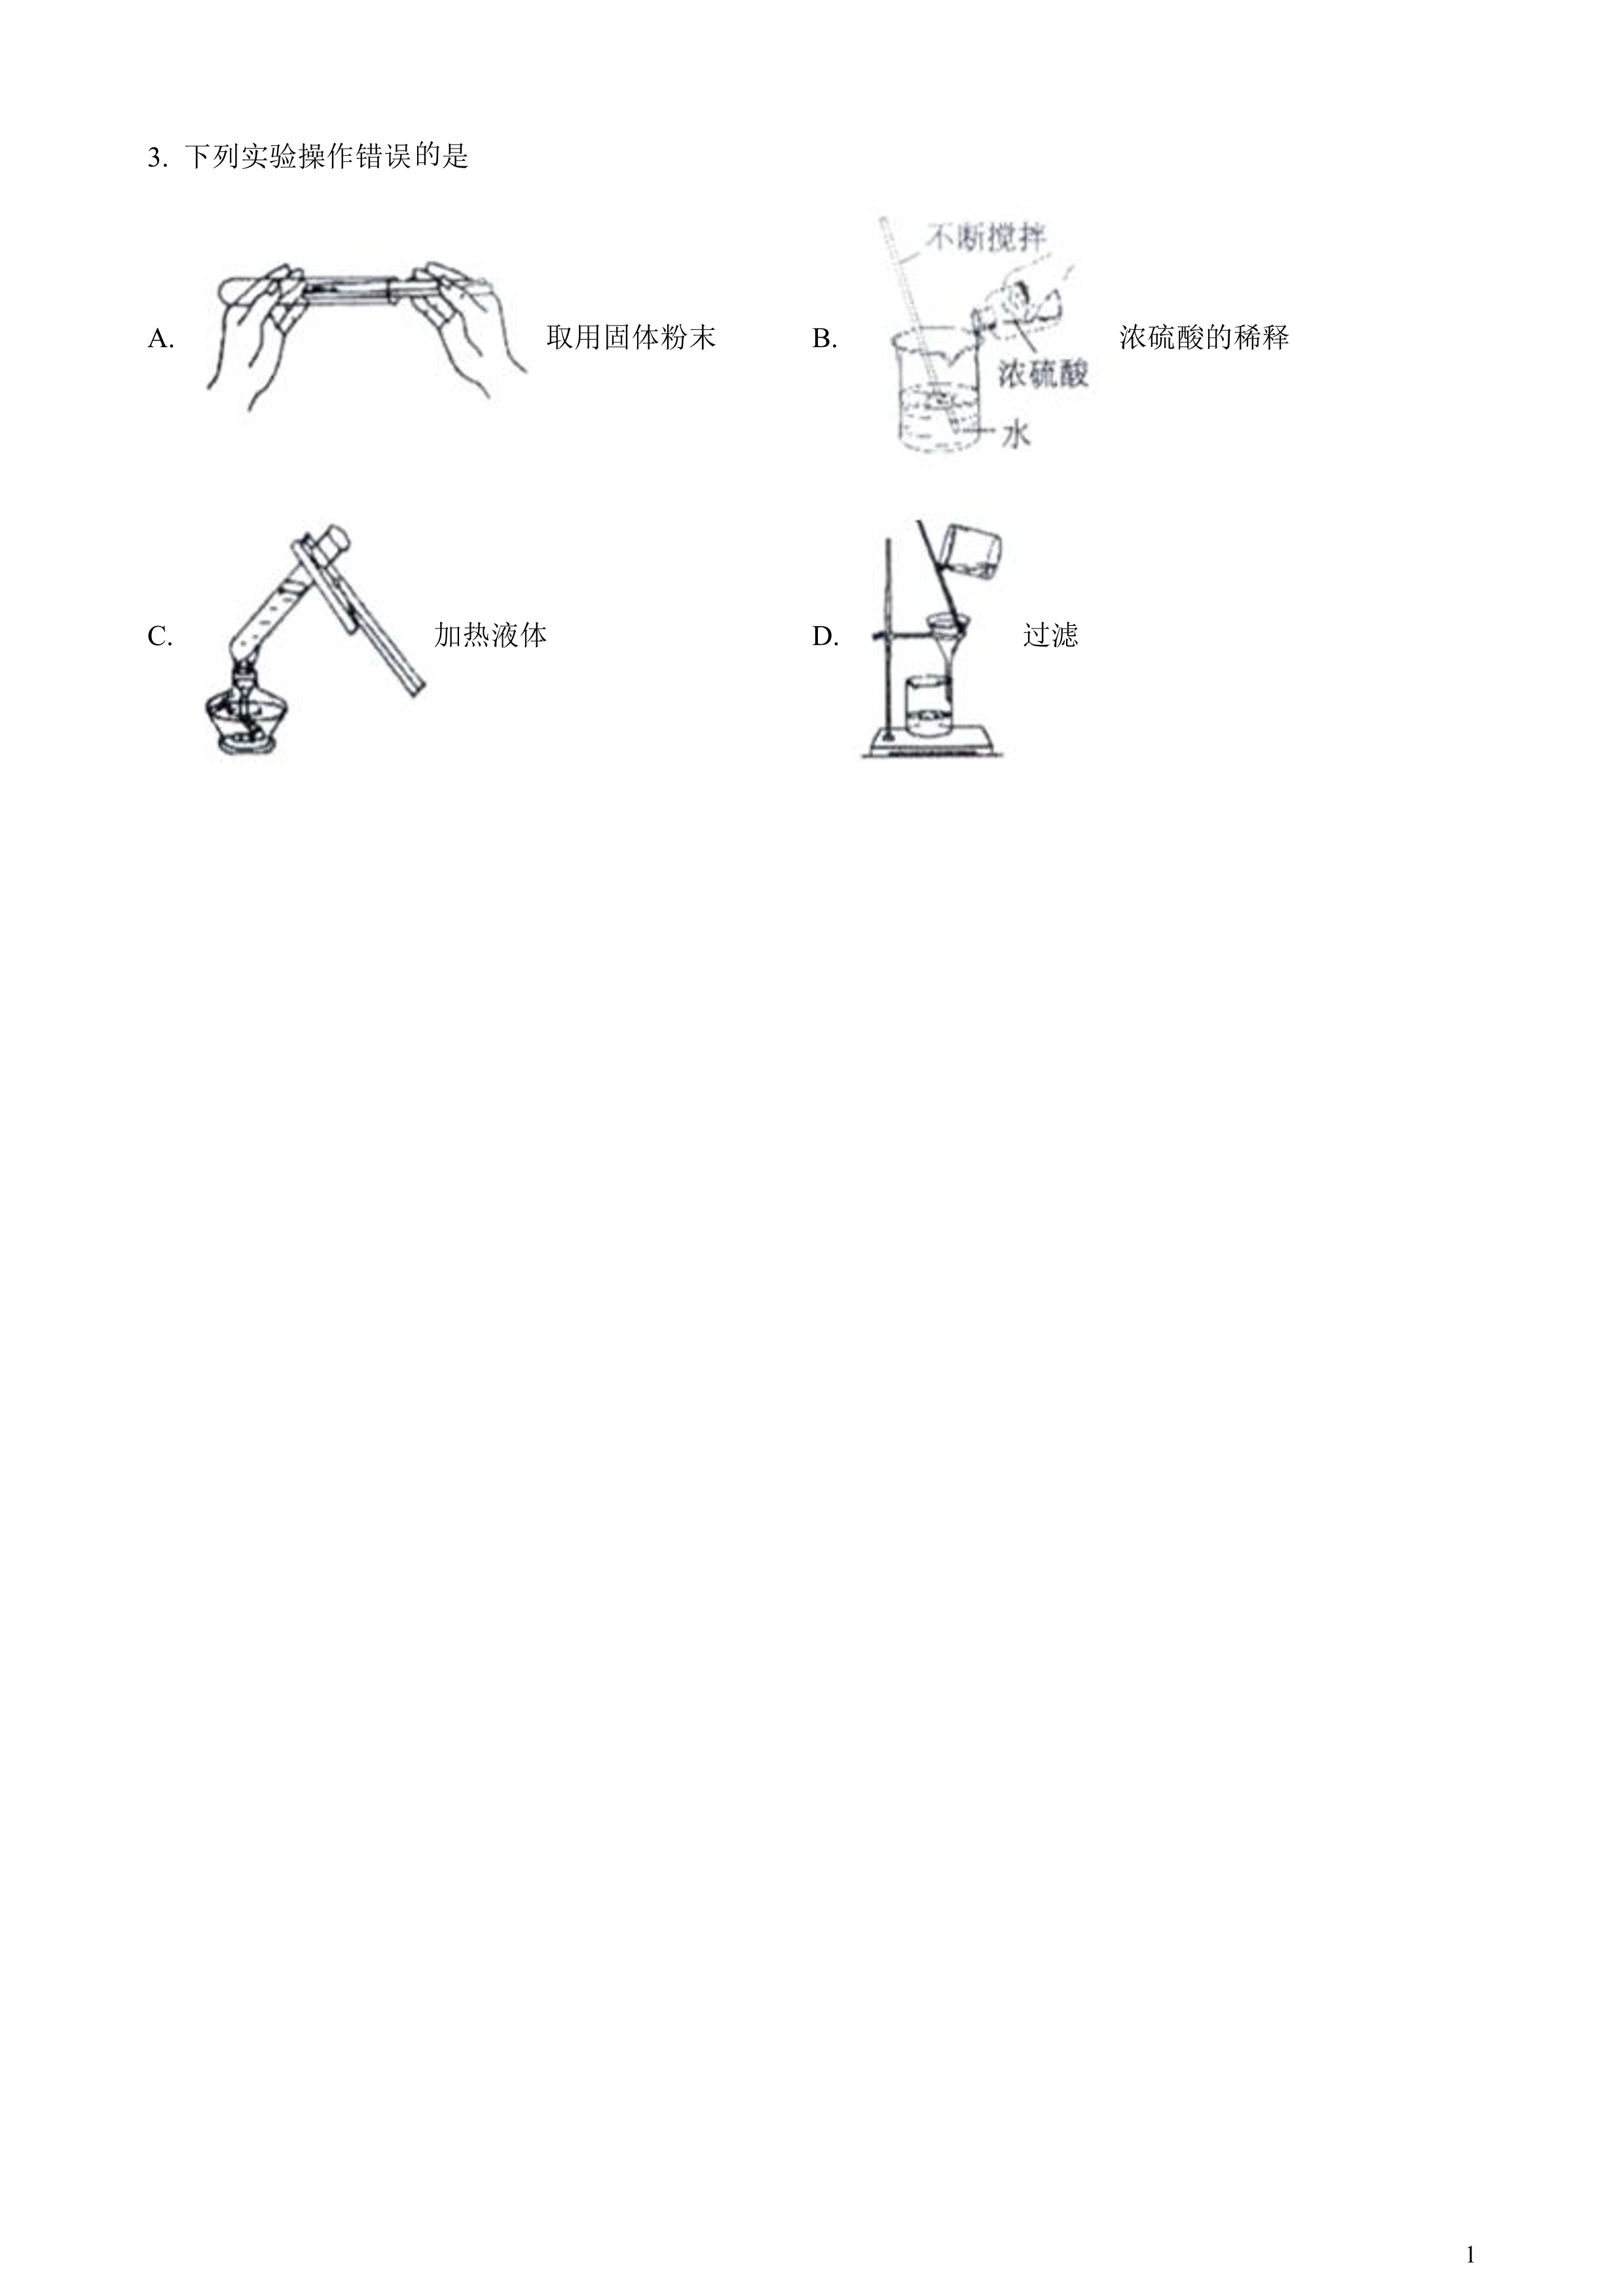 3. 下列实验操作错误的是
不断搅拌
A. 取用固体粉末 B. 浓硫酸的稀释
浓硫酸
水
C. 加热液体 D. 过滤
1